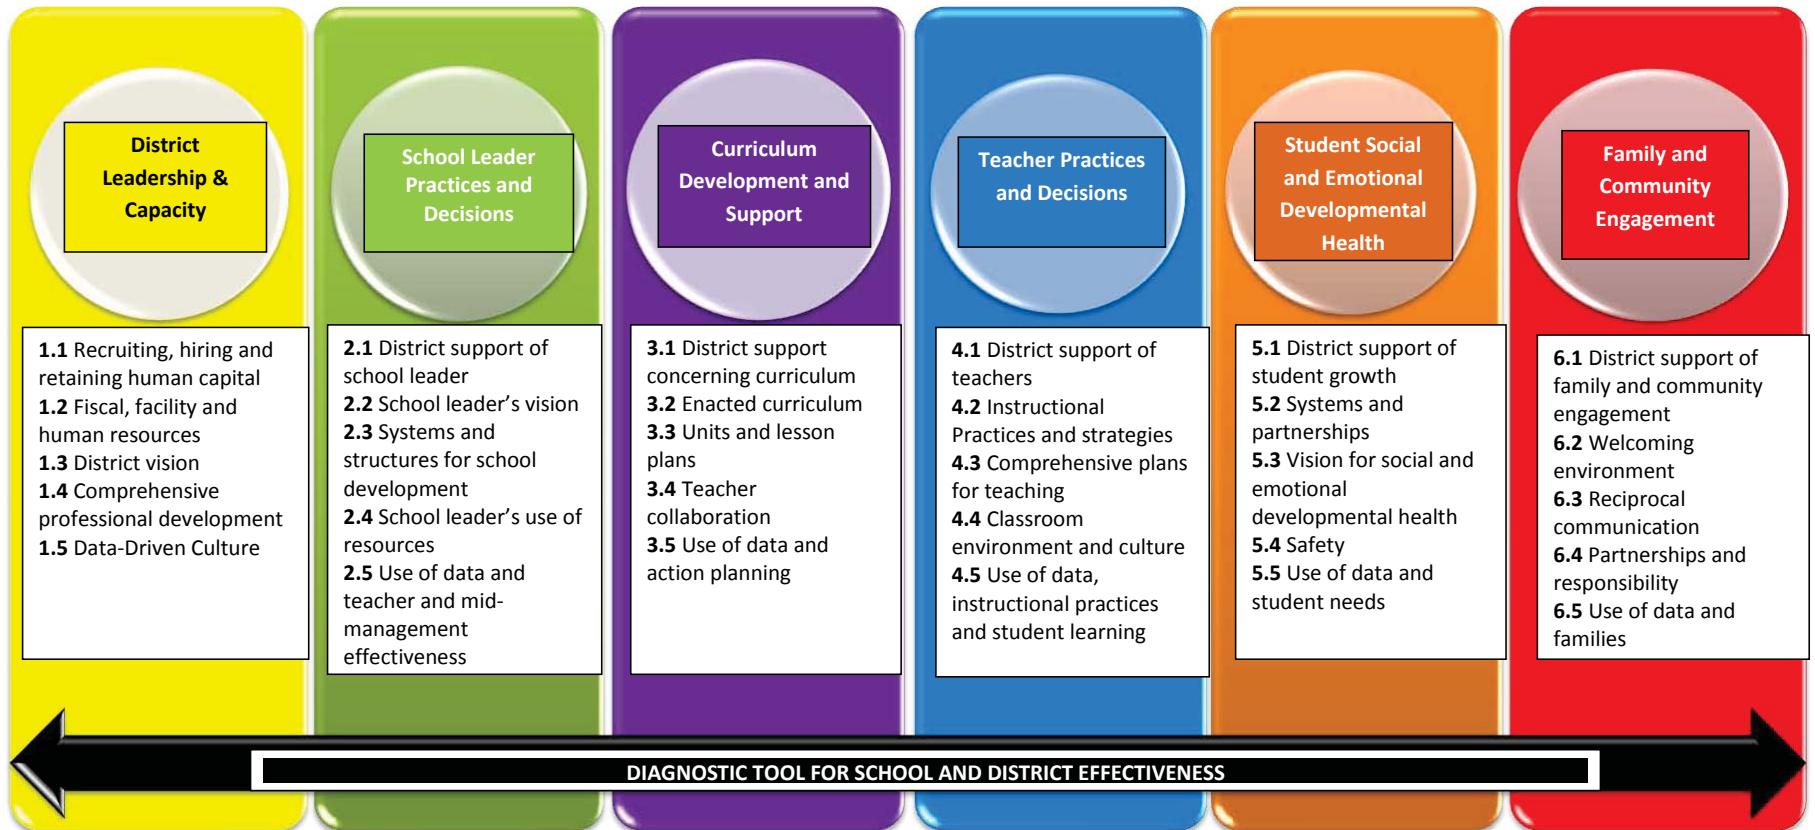 District
Leadership &
Capacity
1.1 Recruiting, hiring and
retaining human capital
1.2 Fiscal, facility and
human resources
1.3 District vision
1.4 Comprehensive
professional development
1.5 Data-Driven Culture
School Leader
Practices and
Decisions
2.1 District support of
school leader
2.2 School leader’s vision
2.3 Systems and
structures for school
development
2.4 School leader’s use of
resources
2.5 Use of data and
teacher and mid-
management
effectiveness
Curriculum
Development and
Support
3.1 District support
concerning curriculum
3.2 Enacted curriculum
3.3 Units and lesson
plans
3.4 Teacher
collaboration
3.5 Use of data and
action planning
Teacher Practices
and Decisions
4.1 District support of
teachers
4.2 Instructional
Practices and strategies
4.3 Comprehensive plans
for teaching
4.4 Classroom
environment and culture
4.5 Use of data,
instructional practices
and student learning
Student Social
and Emotional
Developmental
Health
5.1 District support of
student growth
5.2 Systems and
partnerships
5.3 Vision for social and
emotional
developmental health
5.4 Safety
5.5 Use of data and
student needs
Family and
Community
Engagement
6.1 District support of
family and community
engagement
6.2 Welcoming
environment
6.3 Reciprocal
communication
6.4 Partnerships and
responsibility
6.5 Use of data and
families
DIAGNOSTIC TOOL FOR SCHOOL AND DISTRICT EFFECTIVENESS